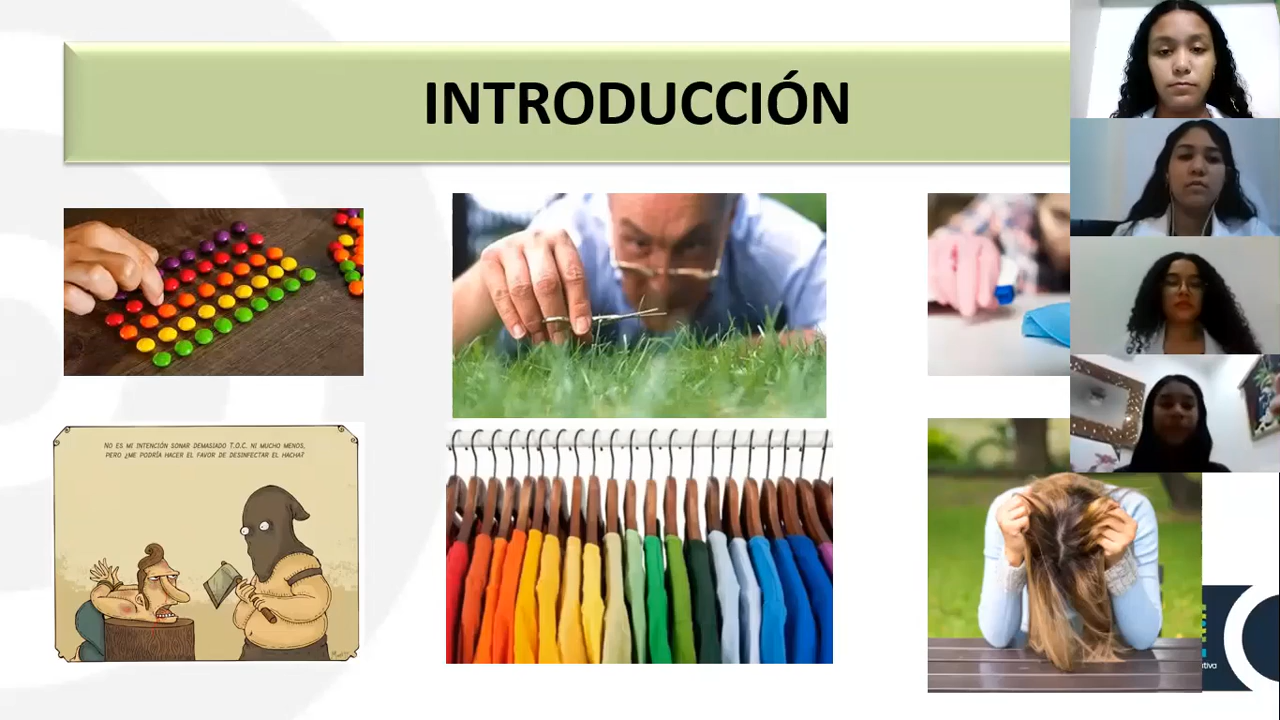 INTRODUCCIÓN
NO ES MI INTENCIÓN SONAR DEMASIADO T.O.C. NI MUCHO MENOS,
PERO ¿ME PODRÍA HACER EL FAVOR DE DESINFECTAR EL HACHA?